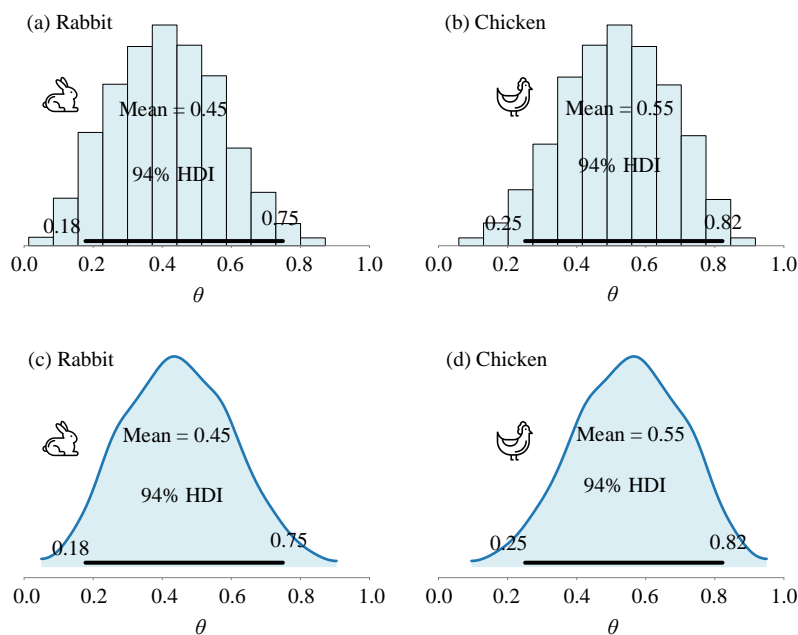 (a) Rabbit
Mean = 0.45
94% HDI
0.18
0.75
0.0 0.2 0.4 0.6 0.8 1.0
θ
(b) Chicken
Mean = 0.55
94% HDI
0.25
0.82
0.0 0.2 0.4 0.6 0.8 1.0
θ
(c) Rabbit
Mean = 0.45
94% HDI
0.18
0.75
0.0 0.2 0.4 0.6 0.8 1.0
θ
(d) Chicken
Mean = 0.55
94% HDI
0.25
0.82
0.0 0.2 0.4 0.6 0.8 1.0
θ